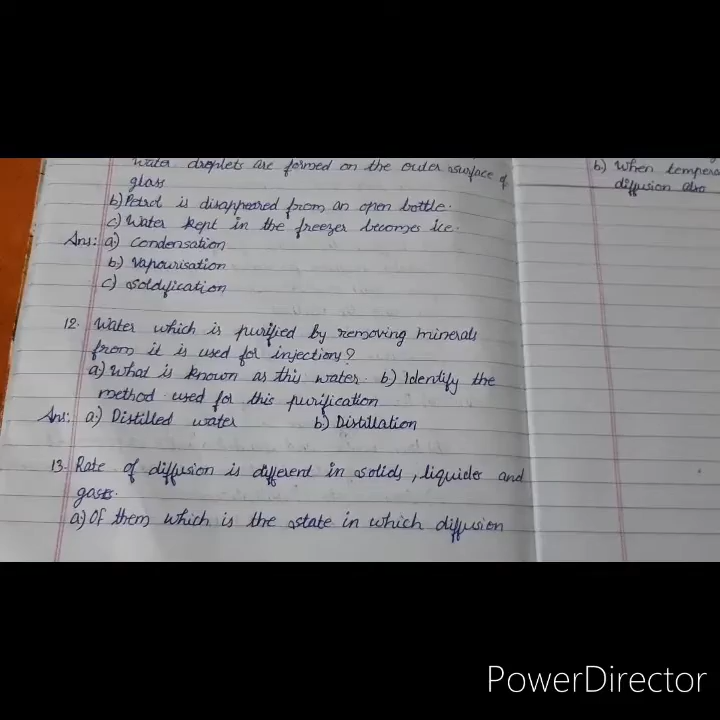 Water droplets are formed on the outer surface of
glass
b) Petrol is disappeared from an open bottle.
c) Water kept in the freezer becomes ice.
Ans: a) condensation
b) vapourisation
c) soldification
12. Water which is purified by removing minerals
from it is used for injections?
a) What is known as this water. b) Identify the
method used for this purification
Ans: a) Distilled water b) Distillation
13. Rate of diffusion is different in solids, liquides and
gases.
a) Of them which is the state in which diffusion
b) When tempera
diffusion also
PowerDirector